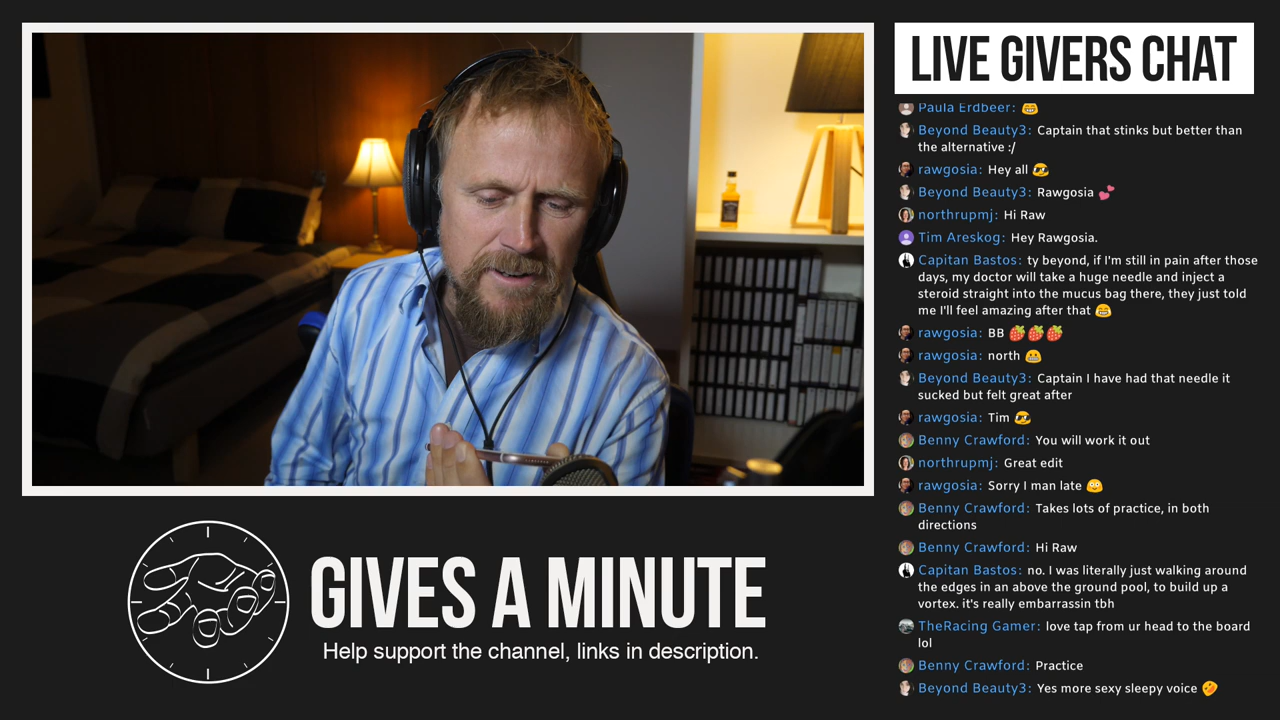 LIVE GIVERS CHAT
Paula Erdbeer: 😁
Beyond Beauty3: Captain that stinks but better than
the alternative :/
rawgosia: Hey all 🤓
Beyond Beauty3: Rawgosia 💕
northrupmj: Hi Raw
Tim Areskog: Hey Rawgosia.
Capitan Bastos: ty beyond, if I'm still in pain after those
days, my doctor will take a huge needle and inject a
steroid straight into the mucus bag there, they just told
me I'll feel amazing after that 😂
rawgosia: BB 🍓🍓🍓
rawgosia: north 😬
Beyond Beauty3: Captain I have had that needle it
sucked but felt great after
rawgosia: Tim 🤓
Benny Crawford: You will work it out
northrupmj: Great edit
rawgosia: Sorry I man late 😳
Benny Crawford: Takes lots of practice, in both
directions
Benny Crawford: Hi Raw
Capitan Bastos: no. I was literally just walking around
the edges in an above the ground pool, to build up a
vortex. it's really embarrassin tbh
TheRacing Gamer: love tap from ur head to the board
lol
Benny Crawford: Practice
Beyond Beauty3: Yes more sexy sleepy voice 🤣
GIVES A MINUTE
Help support the channel, links in description.